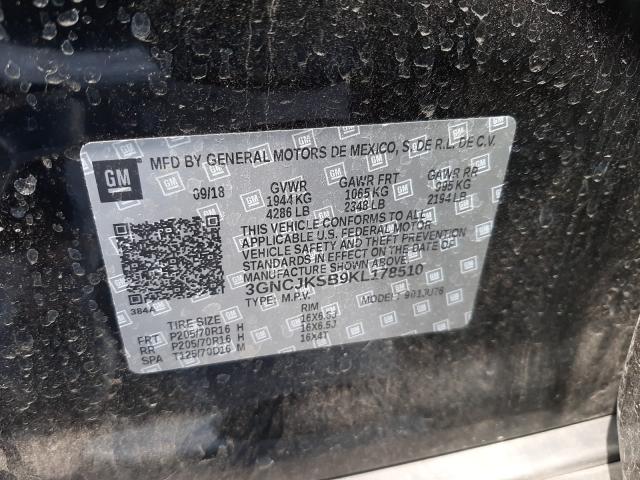 GM
MFD BY GENERAL MOTORS DE MEXICO, S. DE R.L. DE C.V.
09/18 GVWR GAWR FRT GAWR RR
1944 KG 1065 KG 995 KG
4286 LB 2348 LB 2194 LB
THIS VEHICLE CONFORMS TO ALL
APPLICABLE U.S. FEDERAL MOTOR
VEHICLE SAFETY AND THEFT PREVENTION
STANDARDS IN EFFECT ON THE DATE OF
MANUFACTURE SHOWN ABOVE.
3GNCJKSB9KL178510
384A TYPE: M.P.V. MODEL:
TIRE SIZE RIM
FRT P205/70R16 H 16X6.5J
RR P205/70R16 H 16X6.5J
SPA T125/70D16 M 16X4T